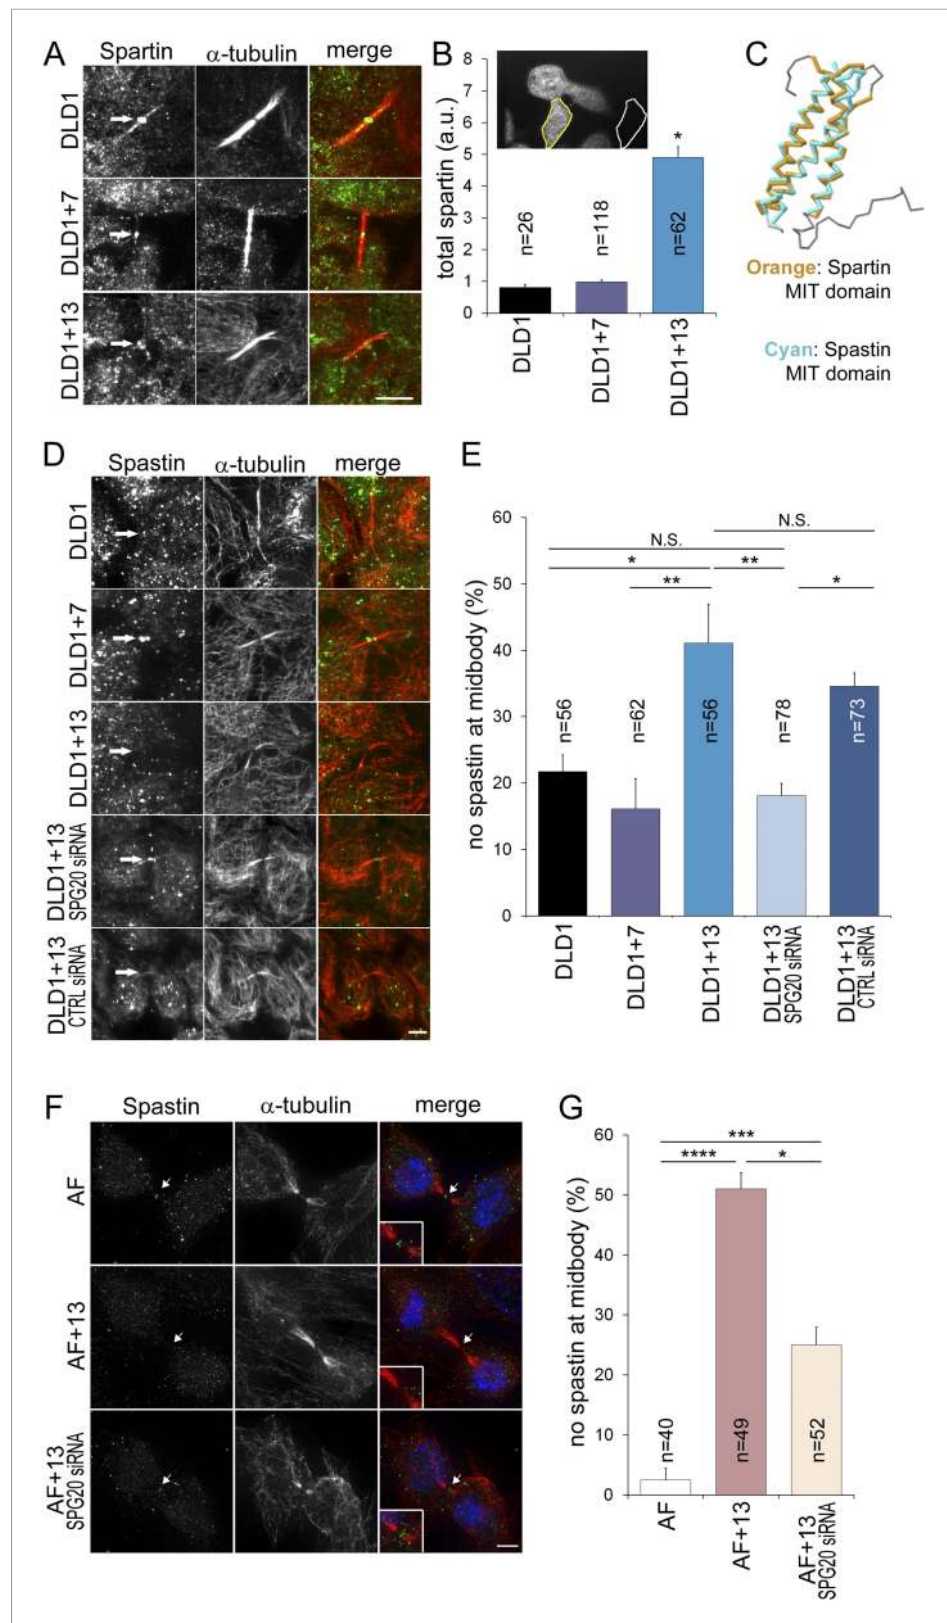 A
Spartin α-tubulin merge
DLD1
DLD1+7
DLD1+13
B
total spartin (a.u.)
8
7
6
5
4
3
2
1
0
n=26
n=118
n=62
*
DLD1
DLD1+7
DLD1+13
C
Orange: Spartin
MIT domain
Cyan: Spastin
MIT domain
D
Spastin α-tubulin merge
DLD1
DLD1+7
DLD1+13
DLD1+13
SPG20 siRNA
DLD1+13
CTRL siRNA
E
no spastin at midbody (%)
60
50
40
30
20
10
0
N.S.
N.S.
* **
** *
n=56
n=62
n=56
n=78
n=73
DLD1
DLD1+7
DLD1+13
DLD1+13
SPG20 siRNA
DLD1+13
CTRL siRNA
F
Spastin α-tubulin merge
AF
AF+13
AF+13
SPG20 siRNA
G
no spastin at midbody (%)
60
50
40
30
20
10
0
***
**** *
n=40
n=49
n=52
AF
AF+13
AF+13
SPG20 siRNA